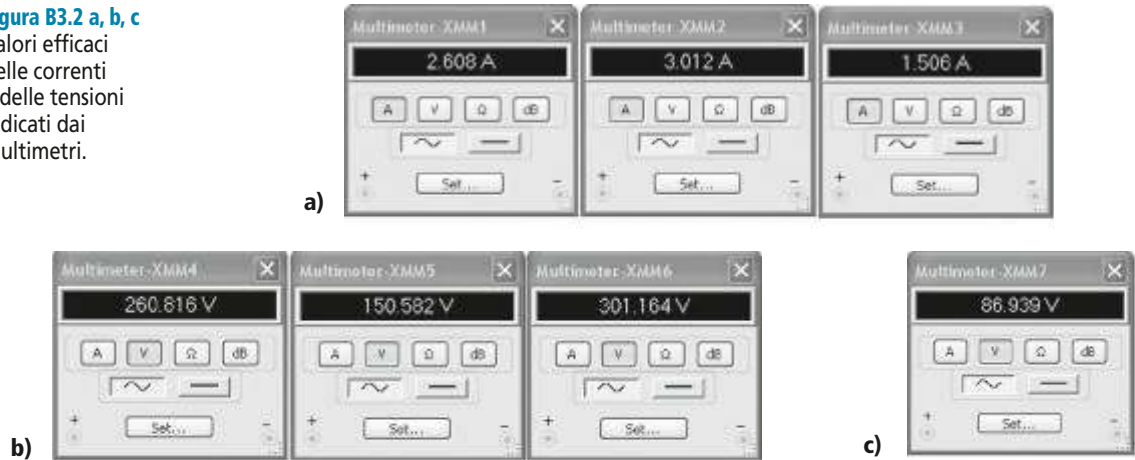 gura B3.2 a, b, c
alori efficaci
elle correnti
delle tensioni
dicati dai
ultimetri.
Multimeter-XMM1 Multimeter-XMM2 Multimeter-XMM3
2.608 A 3.012 A 1.506 A
A V Ω dB A V Ω dB A V Ω dB
+ Set... - + Set... - + Set... -
a)
Multimeter-XMM4 Multimeter-XMM5 Multimeter-XMM6 Multimeter-XMM7
260.816 V 150.582 V 301.164 V 86.939 V
A V Ω dB A V Ω dB A V Ω dB A V Ω dB
+ Set... - + Set... - + Set... - + Set... -
b) c)